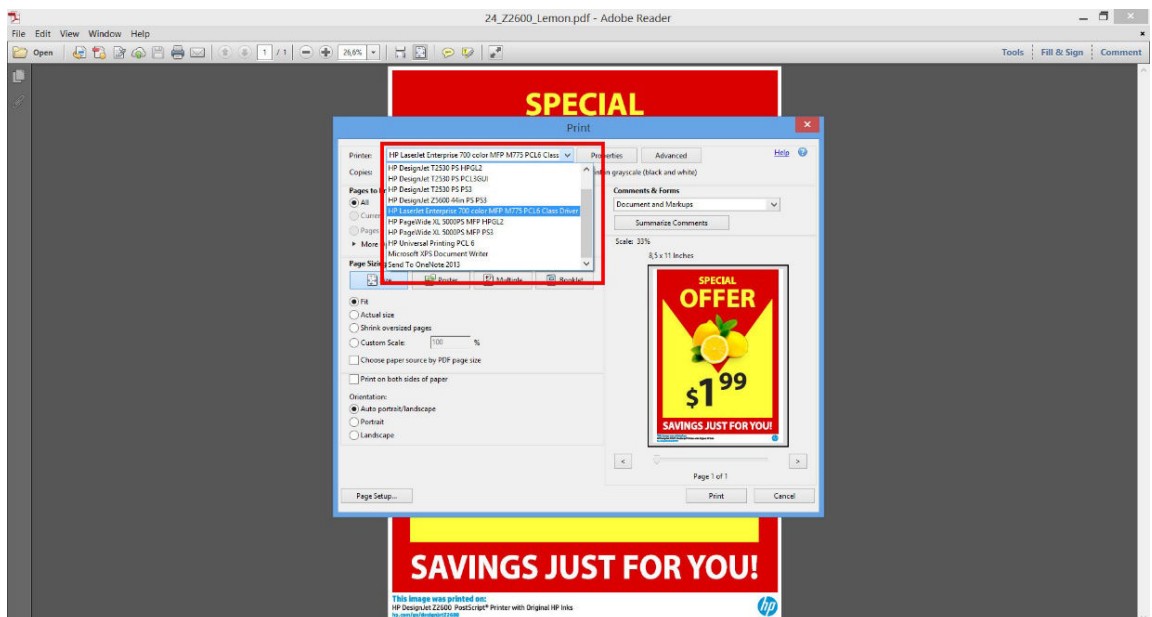 24_Z2600_Lemon.pdf - Adobe Reader
File Edit View Window Help
Open 1 / 1 26,6% Tools Fill & Sign Comment
SPECIAL
Print
Printer: HP LaserJet Enterprise 700 color MFP M775 PCL6 Class Properties Advanced Help
Copies: in grayscale (black and white)
HP DesignJet T2530 PS HPGL2
HP DesignJet T2530 PS PCL3GUI
HP DesignJet T2530 PS PS3
HP DesignJet Z5600 44in PS PS3
HP LaserJet Enterprise 700 color MFP M775 PCL6 Class Driver
HP PageWide XL 5000PS MFP HPGL2
HP PageWide XL 5000PS MFP PS3
HP Universal Printing PCL 6
Microsoft XPS Document Writer
Send To OneNote 2013
Pages to
All
Pages
More
Page Sizing
Poster Multiple Booklet
Fit
Actual size
Shrink oversized pages
Custom Scale: 100 %
Choose paper source by PDF page size
Print on both sides of paper
Orientation:
Auto portrait/landscape
Portrait
Landscape
Comments & Forms
Document and Markups
Summarize Comments
Scale: 33%
8,5 x 11 Inches
SPECIAL
OFFER
$1 99
SAVINGS JUST FOR YOU!
< >
Page 1 of 1
Page Setup... Print Cancel
SAVINGS JUST FOR YOU!
This image was printed on:
HP DesignJet Z2600 PostScript® Printer with Original HP Inks
hp